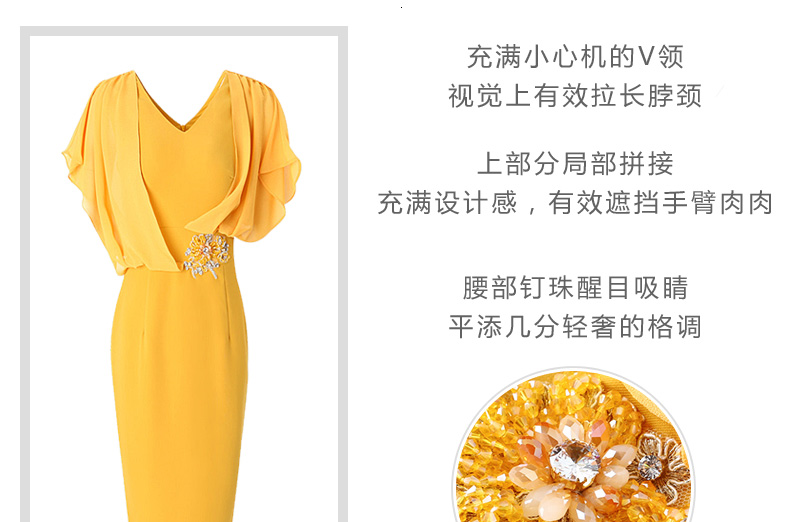 充满小心机的V领
视觉上有效拉长脖颈
上部分局部拼接
充满设计感，有效遮挡手臂肉肉
腰部钉珠醒目吸睛
平添几分轻奢的格调